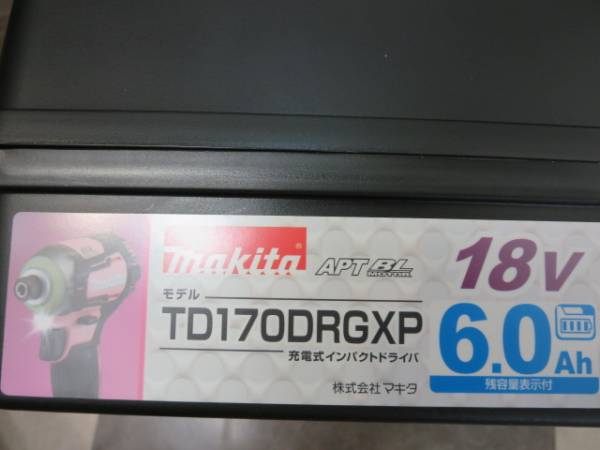 makita
APT BL MOTOR
18V
モデル
TD170DRGXP
充電式インパクトドライバ
6.0Ah
残容量表示付
株式会社マキタ